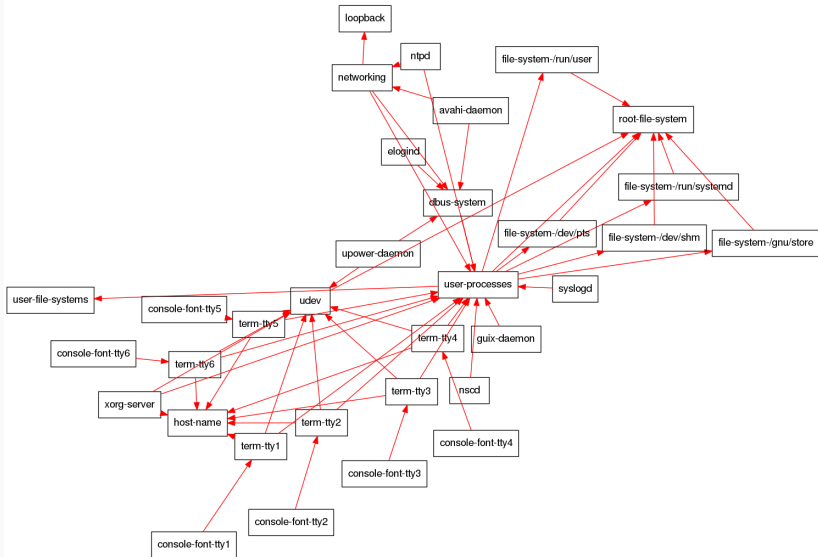 loopback
ntpd
file-system-/run/user
networking
avahi-daemon
root-file-system
elogind
file-system-/run/systemd
dbus-system
file-system-/dev/pts
file-system-/dev/shm
file-system-/gnu/store
upower-daemon
user-processes
syslogd
user-file-systems
udev
console-font-tty5
term-tty5
term-tty4
guix-daemon
console-font-tty6
term-tty6
term-tty3
nscd
xorg-server
host-name
term-tty2
term-tty1
console-font-tty4
console-font-tty3
console-font-tty2
console-font-tty1